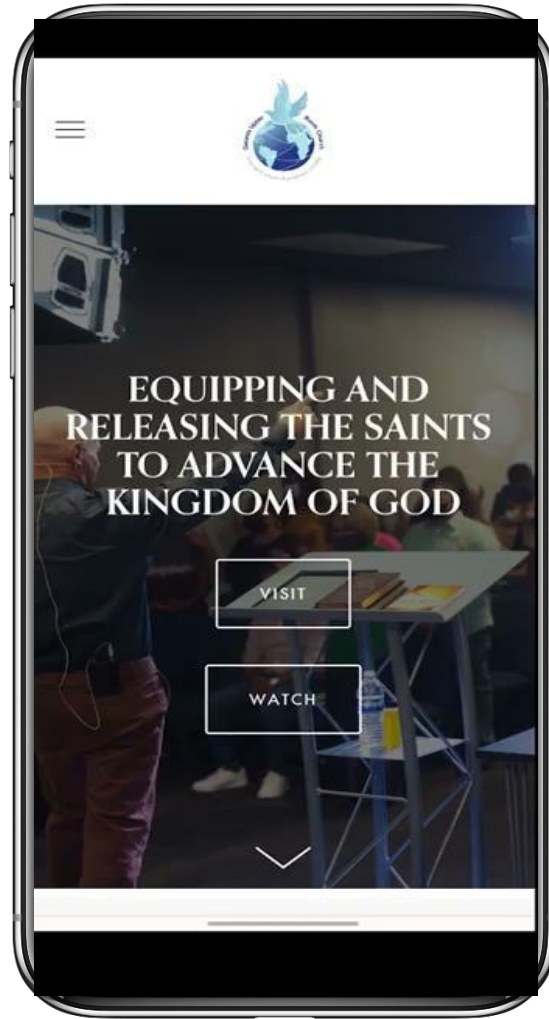 EQUIPPING AND
RELEASING THE SAINTS
TO ADVANCE THE
KINGDOM OF GOD
VISIT
WATCH